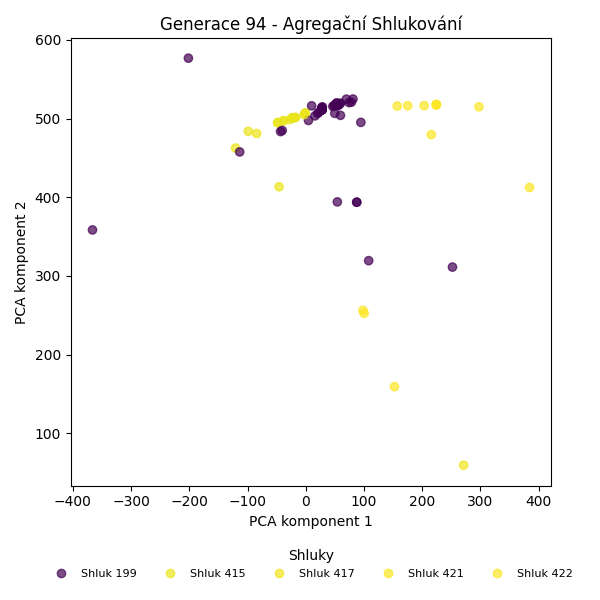 Generace 94 - Agregační Shlukování
600
500
400
300
200
100
PCA komponent 2
−400 −300 −200 −100 0 100 200 300 400
PCA komponent 1
Shluky
Shluk 199 Shluk 415 Shluk 417 Shluk 421 Shluk 422